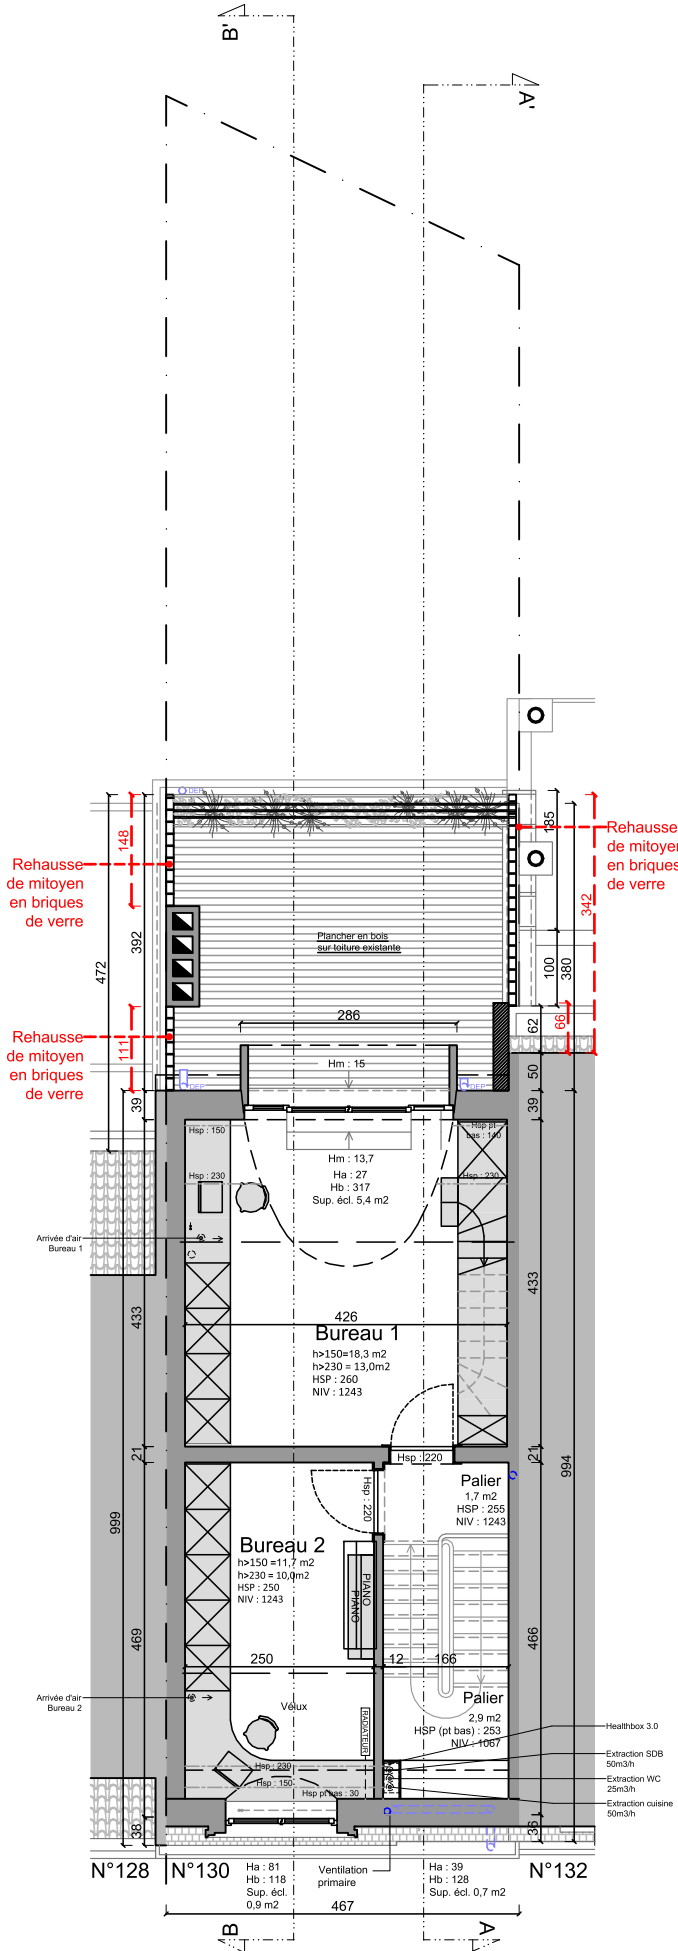 B'
A'
DEP
148
185
Rehausse
de mitoyen
en briques
de verre
Rehausse
de mitoyen
en briques
de verre
342
392
472
Plancher en bois
sur toiture existante
100
380
286
62
66
Rehausse
de mitoyen
en briques
de verre
111
Hm : 15
50
DEP
DEP
39
39
Hsp : 150
Hsp pt
bas : 140
Hm : 13,7
Ha : 27
Hb : 317
Sup. écl. 5,4 m2
Hsp : 230
Hsp : 230
Arrivée d'air
Bureau 1
433
433
426
Bureau 1
h>150=18,3 m2
h>230 = 13,0m2
HSP : 260
NIV : 1243
21
21
Hsp : 220
994
999
Hsp : 220
Palier
1,7 m2
HSP : 255
NIV : 1243
Bureau 2
h>150 =11,7 m2
h>230 = 10,0m2
HSP : 250
NIV : 1243
PIANO
PIANO
469
466
250
12
166
Arrivée d'air
Bureau 2
Vélux
Palier
2,9 m2
HSP (pt bas) : 253
NIV : 1067
RADIATEUR
Healthbox 3.0
Extraction SDB
50m3/h
Hsp : 230
Hsp : 150
Hsp pt bas : 30
Extraction WC
25m3/h
Extraction cuisine
50m3/h
38
36
N°128
N°130
Ha : 81
Hb : 118
Sup. écl.
0,9 m2
Ventilation
primaire
Ha : 39
Hb : 128
Sup. écl. 0,7 m2
N°132
467
B
A